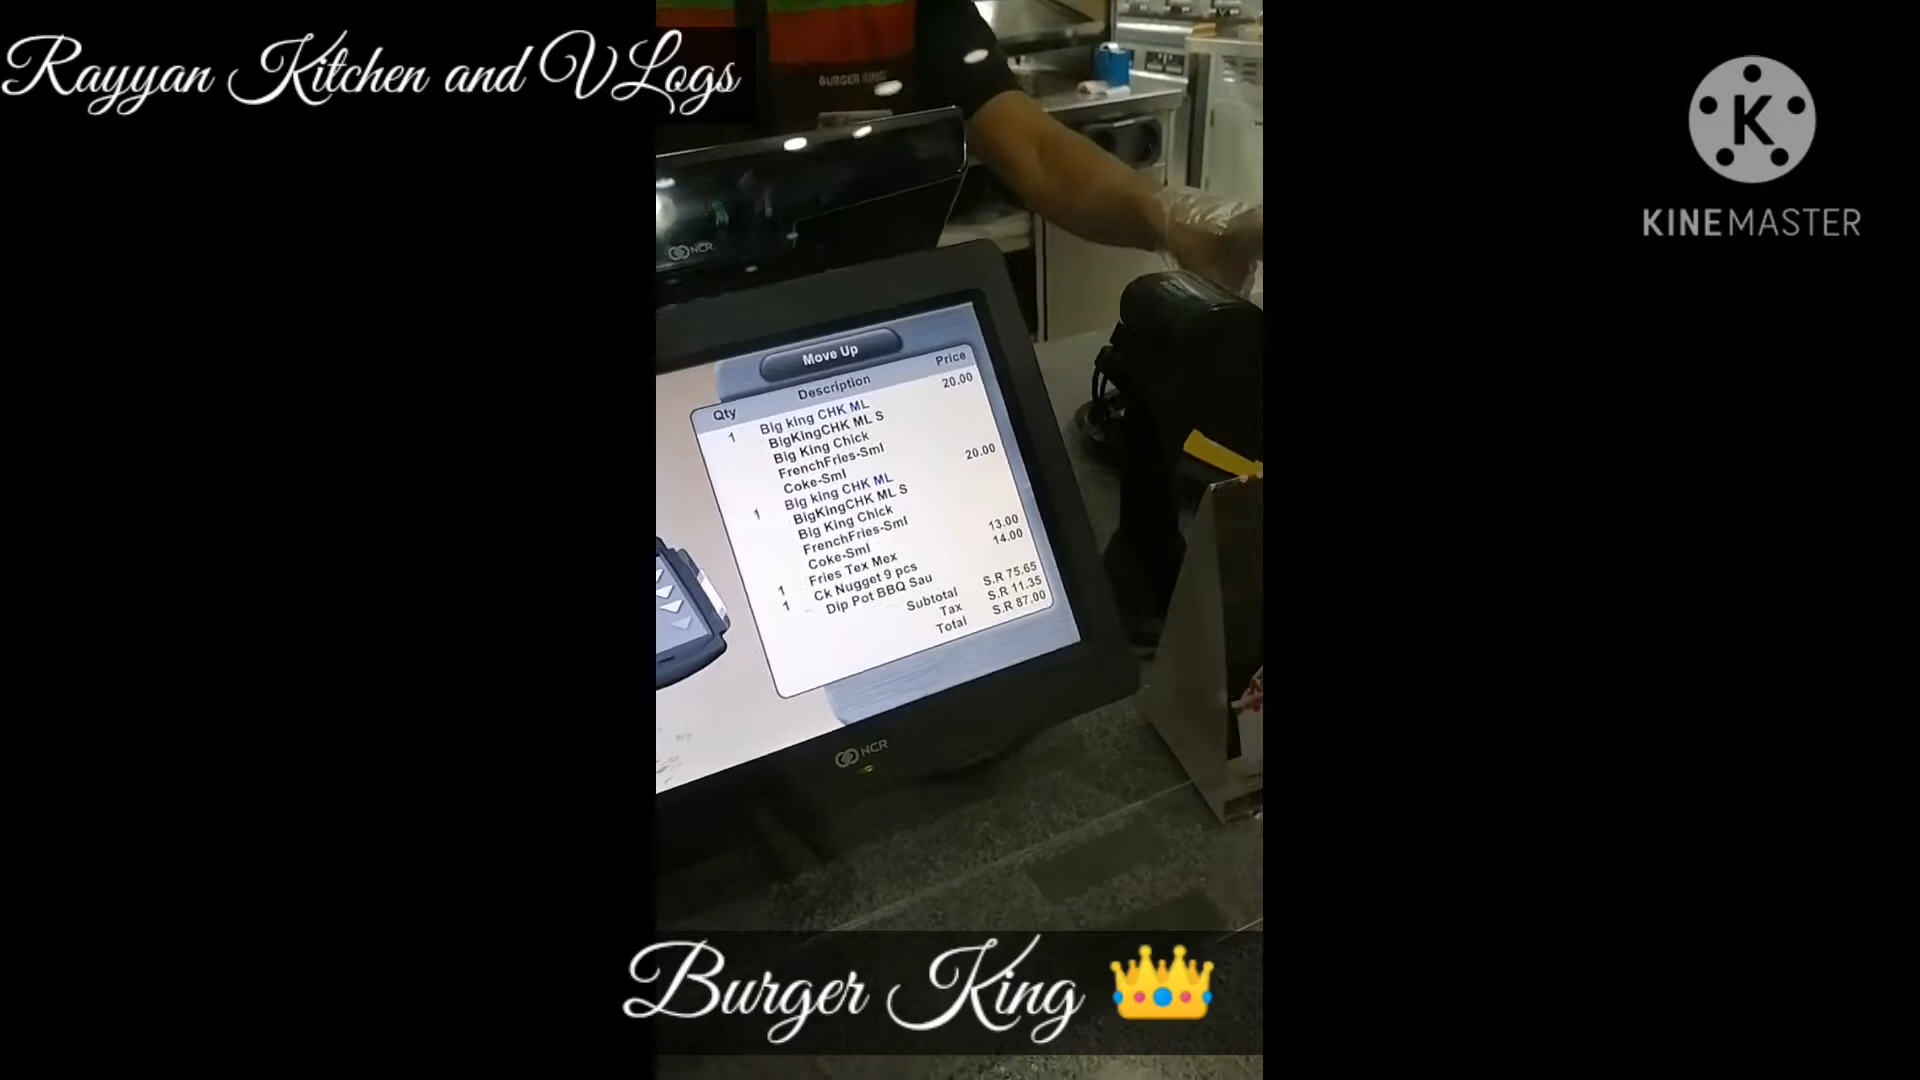 Rayyan Kitchen and VLogs
KINEMASTER
BURGER KING
NCR
Move Up
Qty Description Price
1 Big king CHK ML 20.00
BigKingCHK ML S
Big King Chick
FrenchFries-Sml
Coke-Sml
1 Big king CHK ML 20.00
BigKingCHK ML S
Big King Chick
FrenchFries-Sml
Coke-Sml
1 Fries Tex Mex 13.00
1 Ck Nugget 9 pcs 14.00
Dip Pot BBQ Sau
Subtotal S.R 75.65
Tax S.R 11.35
Total S.R 87.00
NCR
Burger King